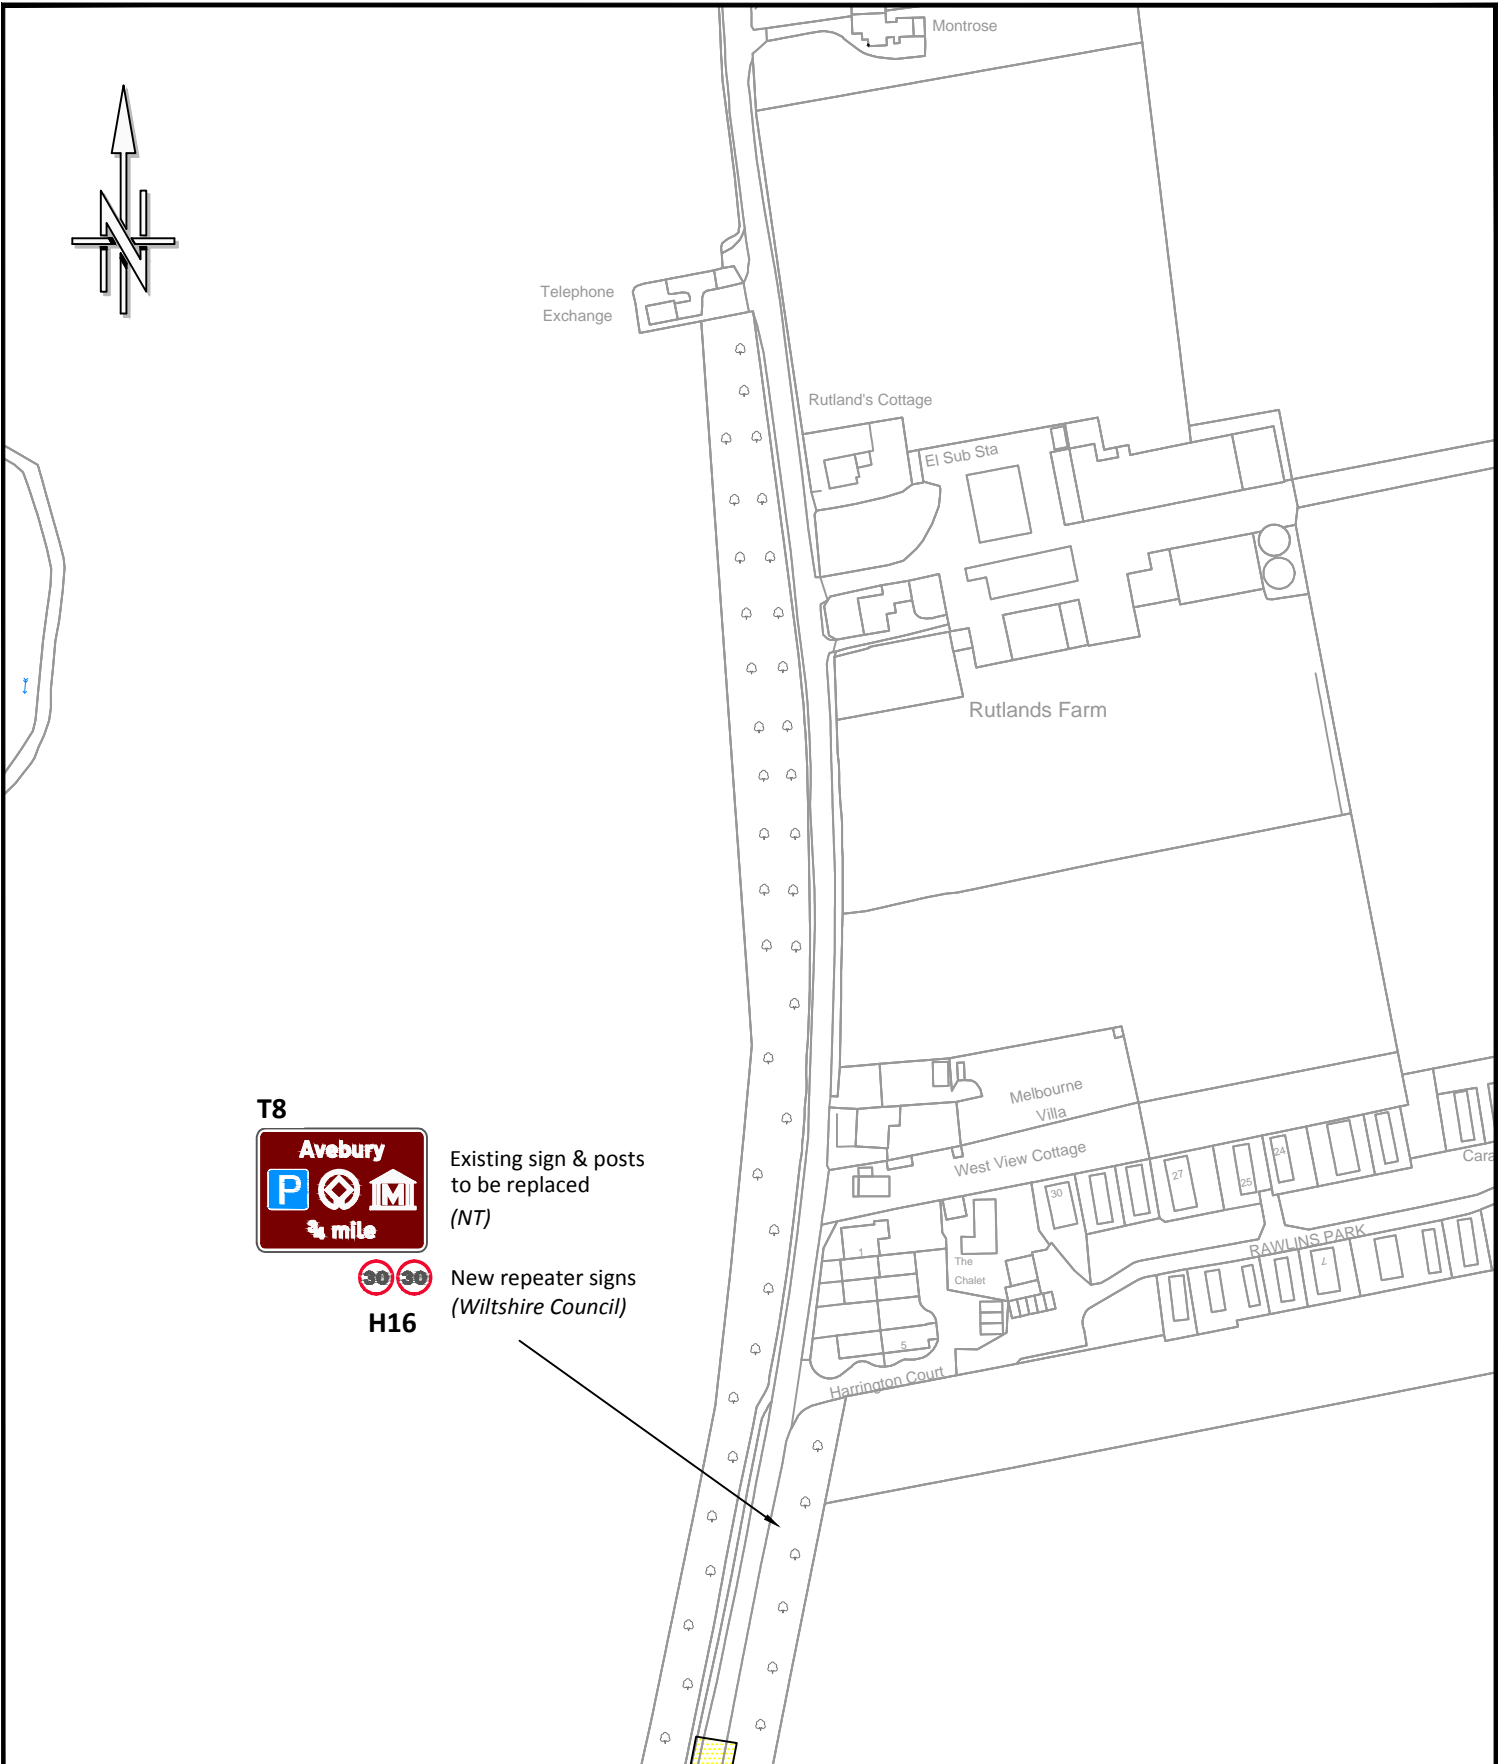 Montrose
N
Telephone
Exchange
Rutland's Cottage
El Sub Sta
Rutlands Farm
Melbourne
Villa
West View Cottage
T8
Avebury
P M
¾ mile
Existing sign & posts
to be replaced
(NT)
30 30
New repeater signs
(Wiltshire Council)
H16
30
27
25
24
Cara
RAWLINS PARK
7
1
The
Chalet
5
Harrington Court